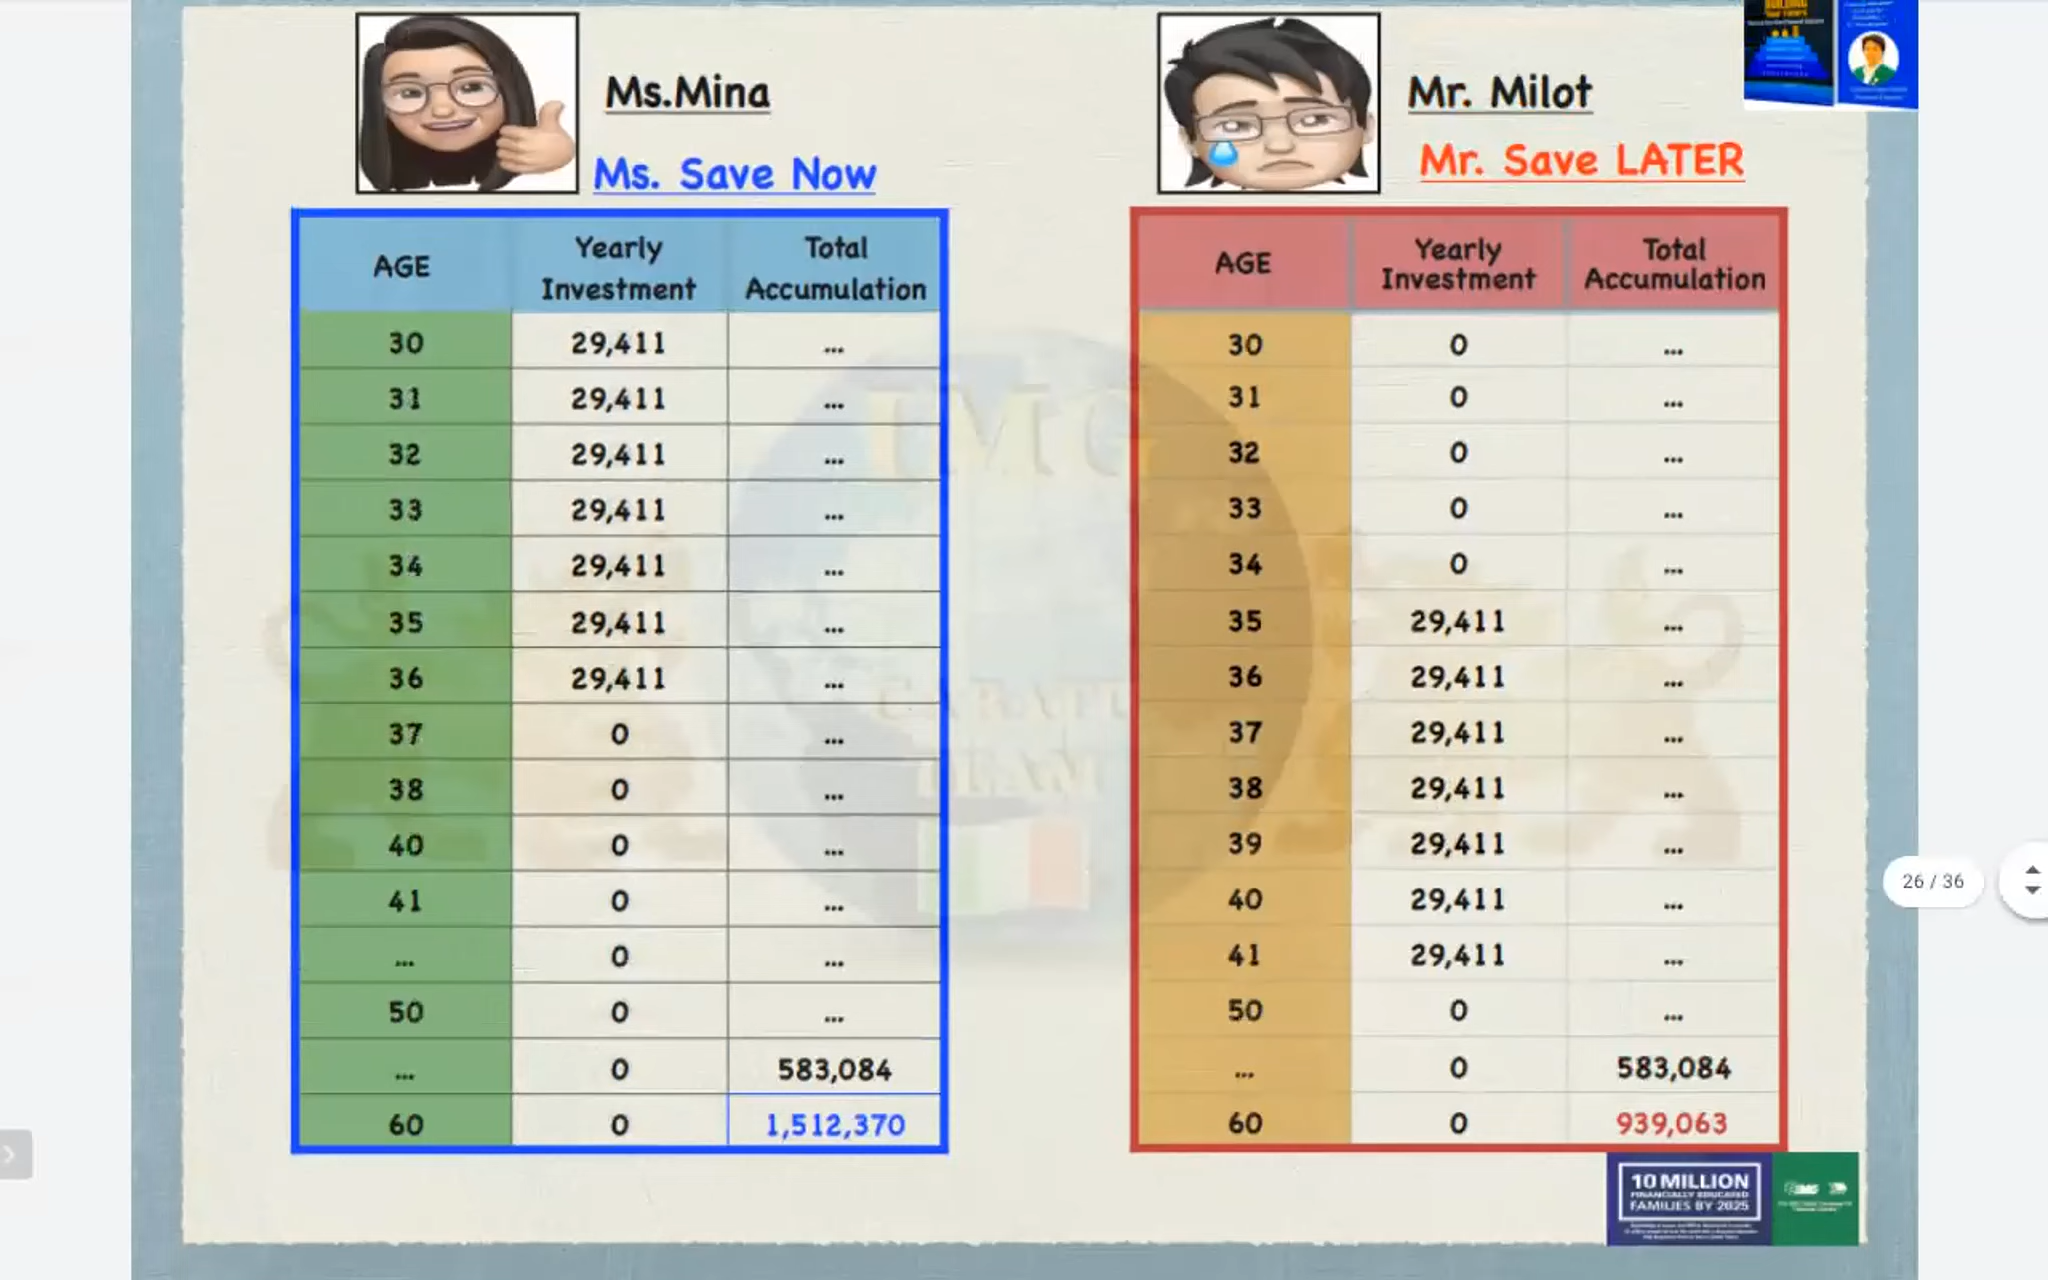 Ms.Mina
Ms. Save Now
AGE Yearly Investment Total Accumulation
30 29,411 ...
31 29,411 ...
32 29,411 ...
33 29,411 ...
34 29,411 ...
35 29,411 ...
36 29,411 ...
37 0 ...
38 0 ...
40 0 ...
41 0 ...
... 0 ...
50 0 ...
... 0 583,084
60 0 1,512,370
Mr. Milot
Mr. Save LATER
AGE Yearly Investment Total Accumulation
30 0 ...
31 0 ...
32 0 ...
33 0 ...
34 0 ...
35 29,411 ...
36 29,411 ...
37 29,411 ...
38 29,411 ...
39 29,411 ...
40 29,411 ...
41 29,411 ...
50 0 ...
... 0 583,084
60 0 939,063
IMG
TEAM
26 / 36
10 MILLION
FINANCIALLY EDUCATED
FAMILIES BY 2025